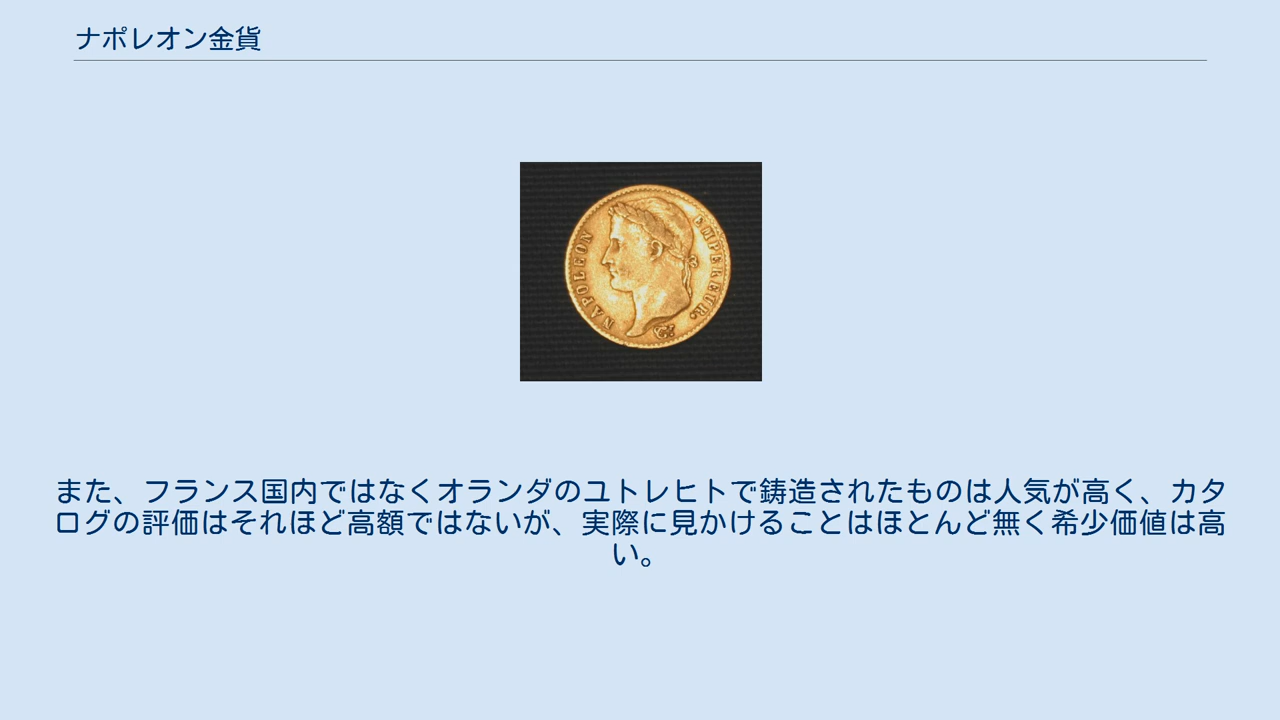 ナポレオン金貨
NAPOLEON
EMPEREUR.
また、フランス国内ではなくオランダのユトレヒトで鋳造されたものは人気が高く、カタ
ログの評価はそれほど高額ではないが、実際に見かけることはほとんど無く希少価値は高
い。